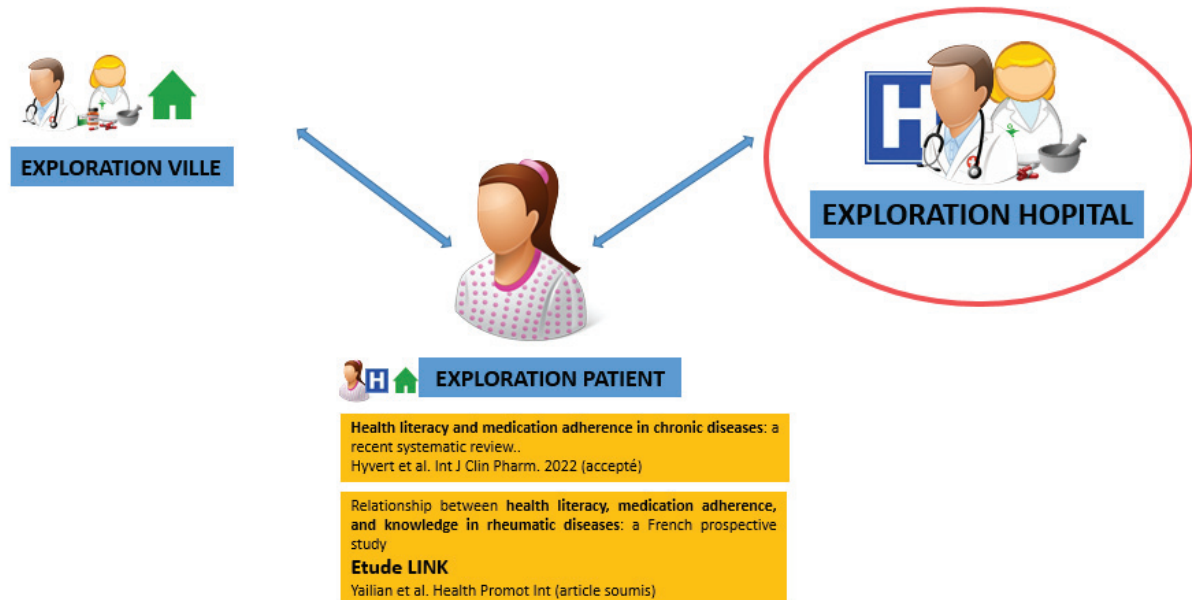 EXPLORATION VILLE
H
EXPLORATION HOPITAL
H
EXPLORATION PATIENT
Health literacy and medication adherence in chronic diseases: a
recent systematic review..
Hyvert et al. Int J Clin Pharm. 2022 (accepté)
Relationship between health literacy, medication adherence,
and knowledge in rheumatic diseases: a French prospective
study
Etude LINK
Yailian et al. Health Promot Int (article soumis)